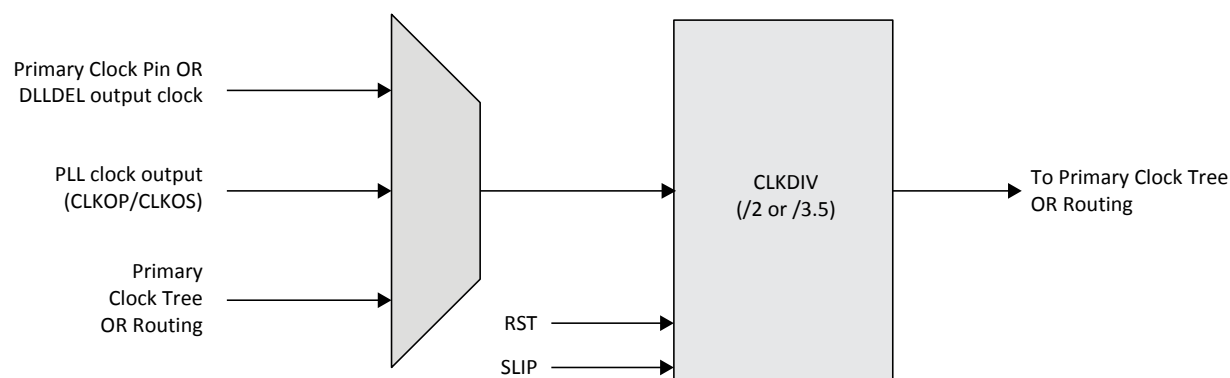 Primary Clock Pin OR
DLLDEL output clock
PLL clock output
(CLKOP/CLKOS)
Primary
Clock Tree
OR Routing
RST
SLIP
CLKDIV
(/2 or /3.5)
To Primary Clock Tree
OR Routing